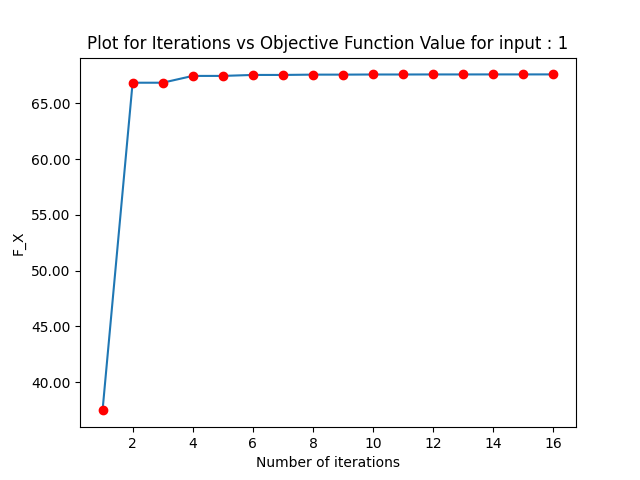 Plot for Iterations vs Objective Function Value for input : 1
65.00
60.00
55.00
50.00
45.00
40.00
F_X
2 4 6 8 10 12 14 16
Number of iterations